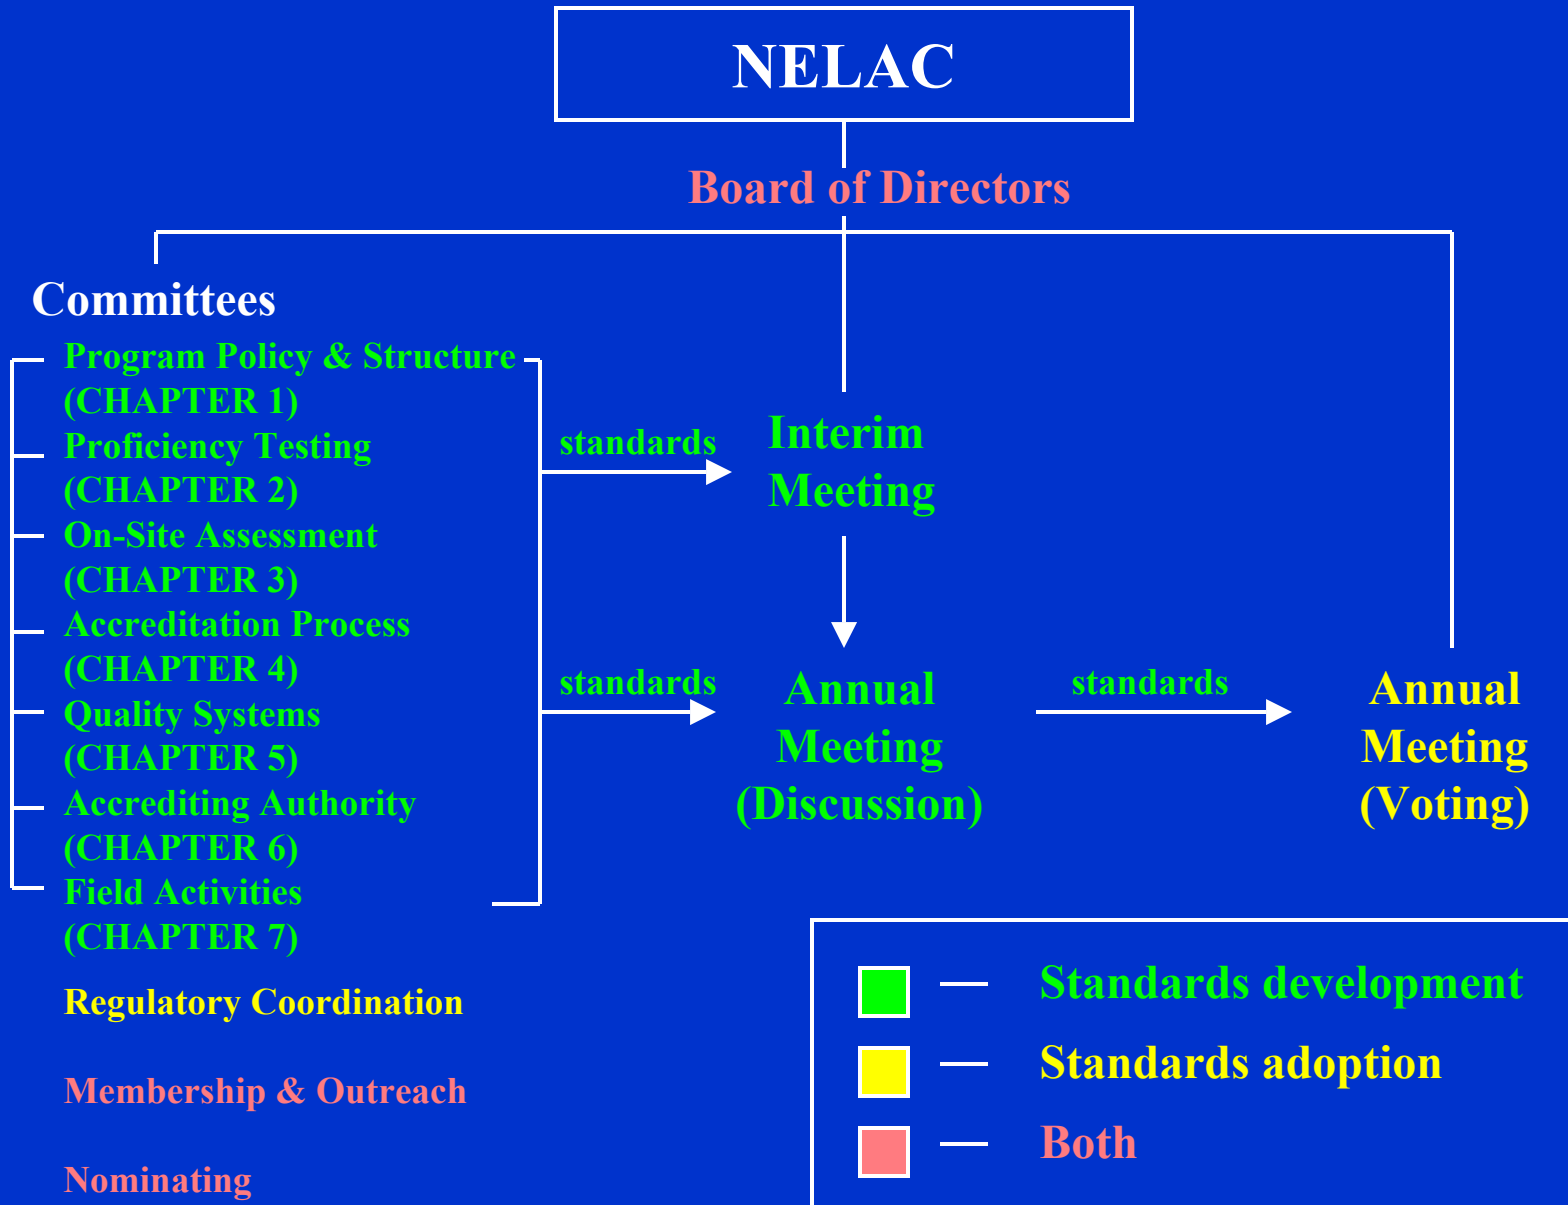 NELAC
Board of Directors
Committees
Program Policy & Structure
(CHAPTER 1)
Proficiency Testing
(CHAPTER 2)
On-Site Assessment
(CHAPTER 3)
Accreditation Process
(CHAPTER 4)
Quality Systems
(CHAPTER 5)
Accrediting Authority
(CHAPTER 6)
Field Activities
(CHAPTER 7)
Regulatory Coordination
Membership & Outreach
Nominating
standards
Interim
Meeting
standards
Annual
Meeting
(Discussion)
standards
Annual
Meeting
(Voting)
— Standards development
— Standards adoption
— Both